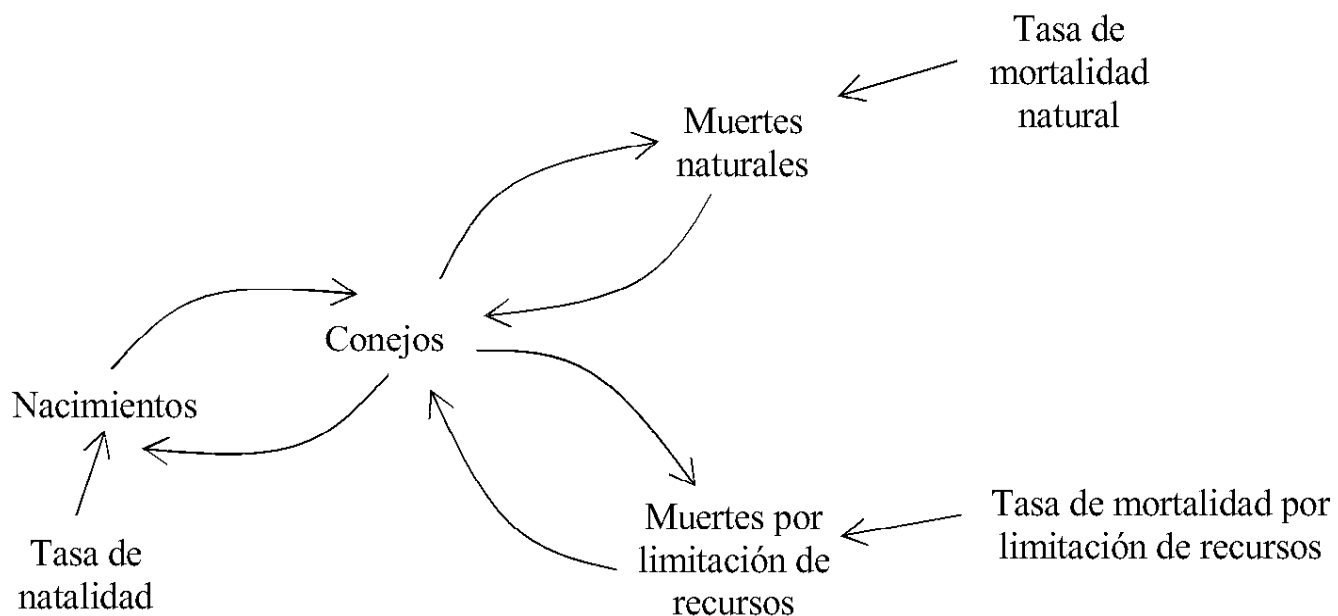 Tasa de
mortalidad
natural
Muertes
naturales
Conejos
Nacimientos
Tasa de
natalidad
Muertes por
limitación de
recursos
Tasa de mortalidad por
limitación de recursos